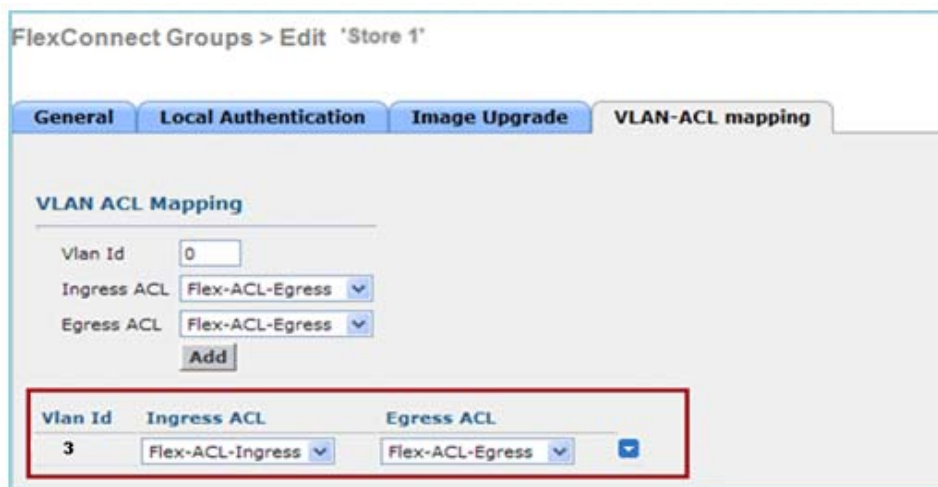 FlexConnect Groups > Edit 'Store 1'
General Local Authentication Image Upgrade VLAN-ACL mapping
VLAN ACL Mapping
Vlan Id 0
Ingress ACL Flex-ACL-Egress
Egress ACL Flex-ACL-Egress
Add
Vlan Id Ingress ACL Egress ACL
3 Flex-ACL-Ingress Flex-ACL-Egress